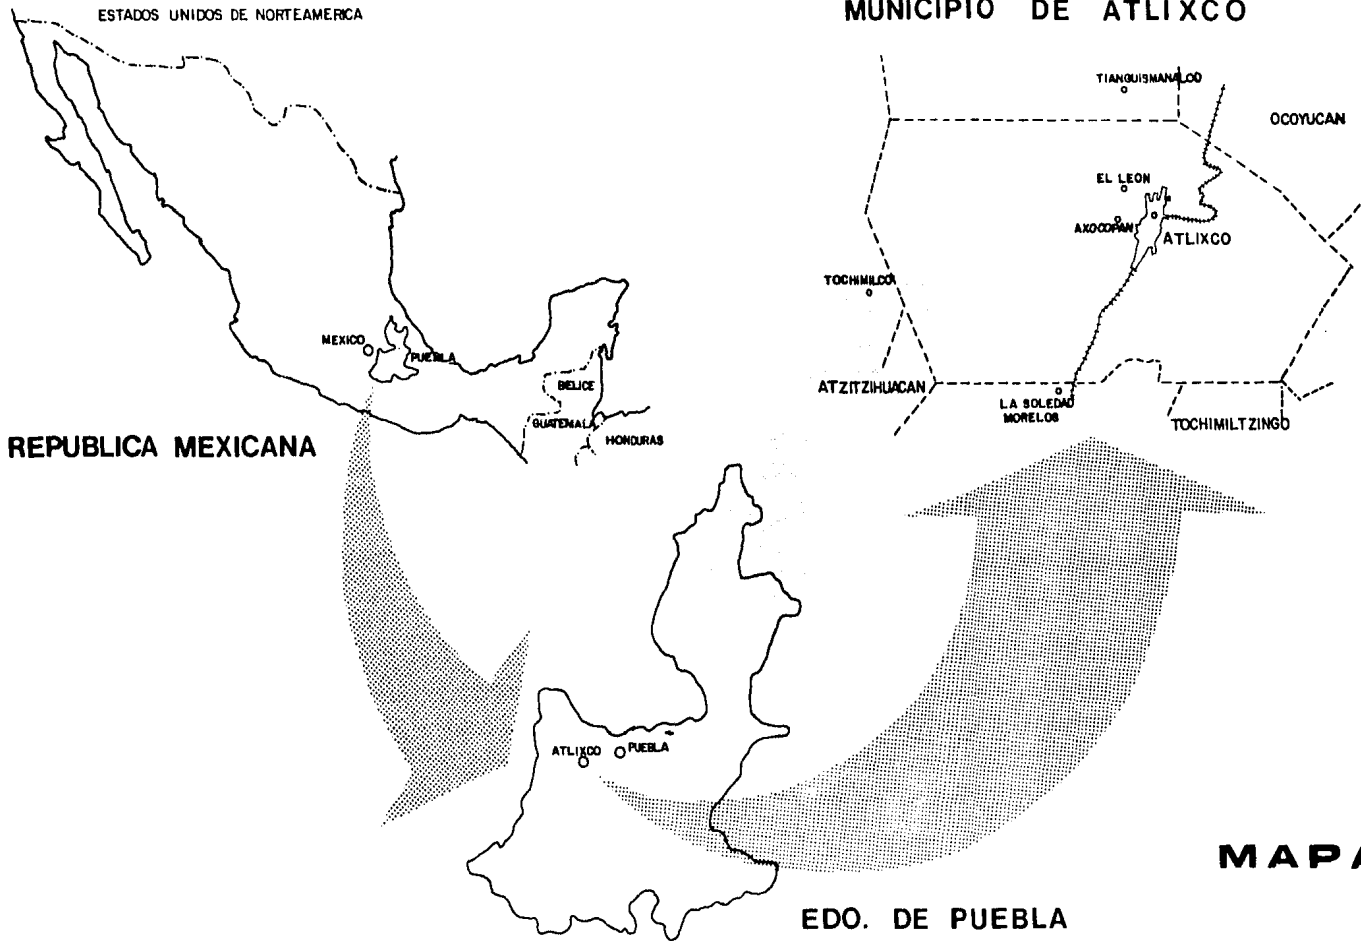 ESTADOS UNIDOS DE NORTEAMERICA
MUNICIPIO DE ATLIXCO
TIANGUISMANALOO
OCOYUCAN
EL LEON
AXOCOPAN
ATLIXCO
TOCHIMILCO
MEXICO
PUEBLA
BELICE
GUATEMALA
HONDURAS
ATZITZIHUACAN
LA SOLEDAD
MORELOS
TOCHIMILTZINGO
REPUBLICA MEXICANA
ATLIXCO
PUEBLA
MAPA
EDO. DE PUEBLA